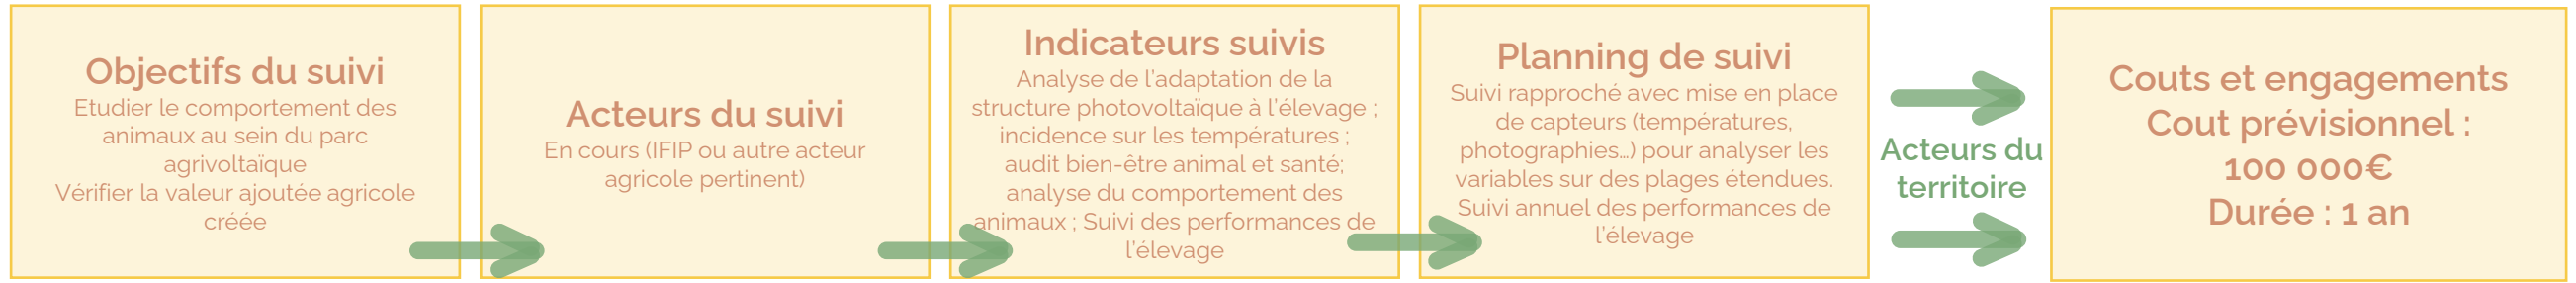 Objectifs du suivi
Etudier le comportement des
animaux au sein du parc
agrivoltaïque
Vérifier la valeur ajoutée agricole
créée
Acteurs du suivi
En cours (IFIP ou autre acteur
agricole pertinent)
Indicateurs suivis
Analyse de l'adaptation de la
structure photovoltaïque à l'élevage ;
incidence sur les températures ;
audit bien-être animal et santé;
analyse du comportement des
animaux ; Suivi des performances de
l'élevage
Planning de suivi
Suivi rapproché avec mise en place
de capteurs (températures,
photographies…) pour analyser les
variables sur des plages étendues.
Suivi annuel des performances de
l'élevage
Acteurs du
territoire
Couts et engagements
Cout prévisionnel :
100 000€
Durée : 1 an